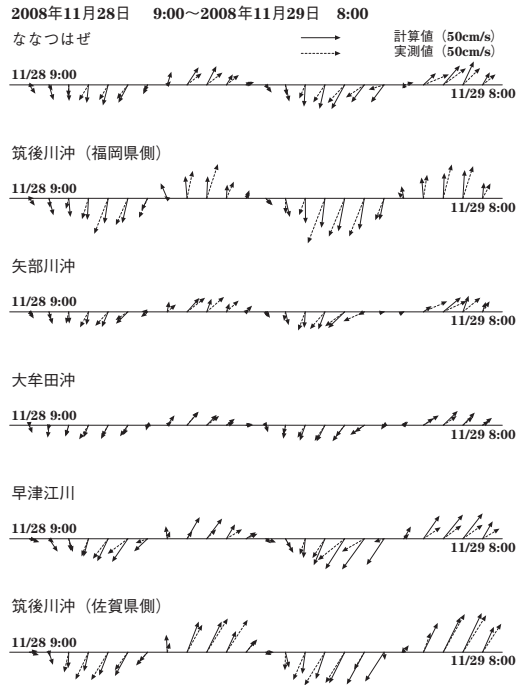 2008年11月28日　9:00～2008年11月29日　8:00
ななつはぜ
計算値（50cm/s）
実測値（50cm/s）
11/28 9:00
11/29 8:00
筑後川沖（福岡県側）
11/28 9:00
11/29 8:00
矢部川沖
11/28 9:00
11/29 8:00
大牟田沖
11/28 9:00
11/29 8:00
早津江川
11/28 9:00
11/29 8:00
筑後川沖（佐賀県側）
11/28 9:00
11/29 8:00